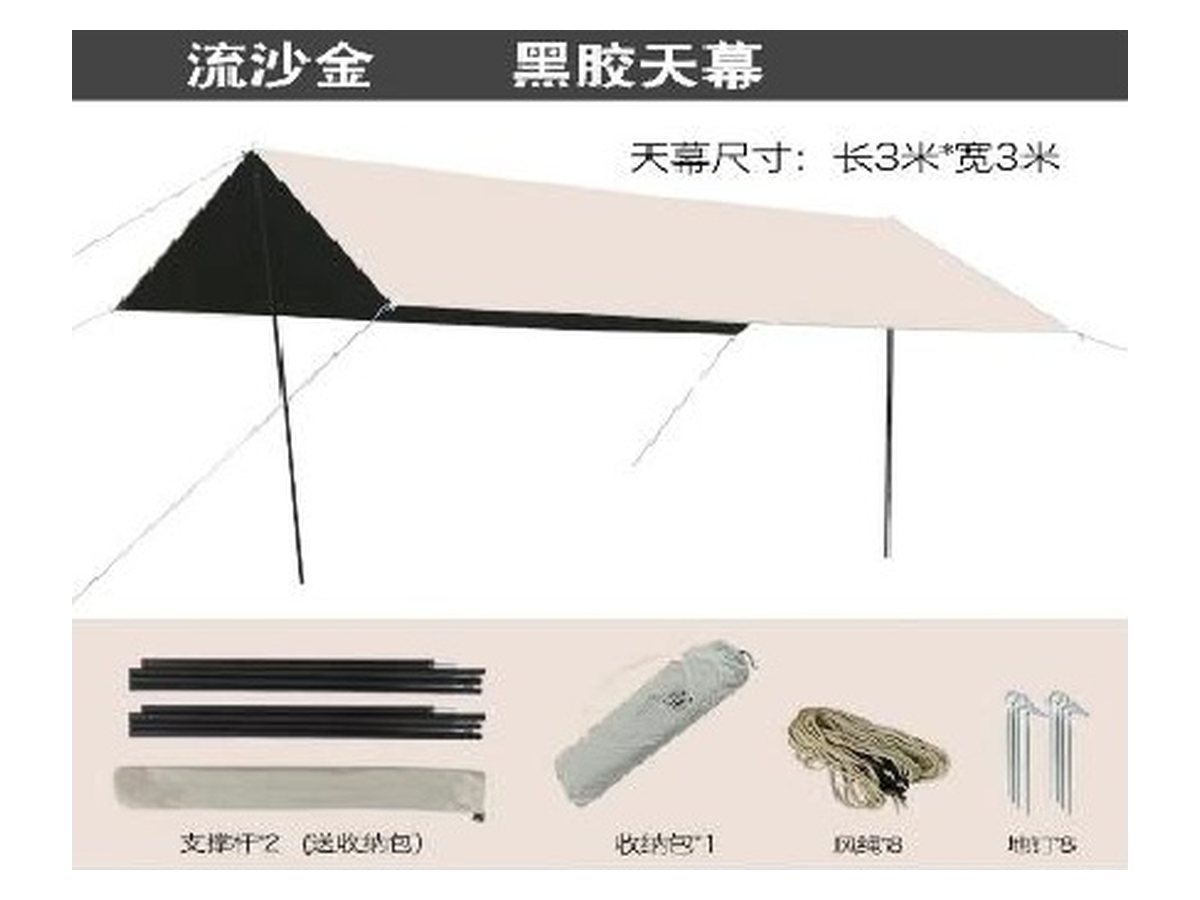 流沙金 黑胶天幕
天幕尺寸：长3米*宽3米
支撑杆*2 (送收纳包)
收纳包*1
风绳*8
地钉*8